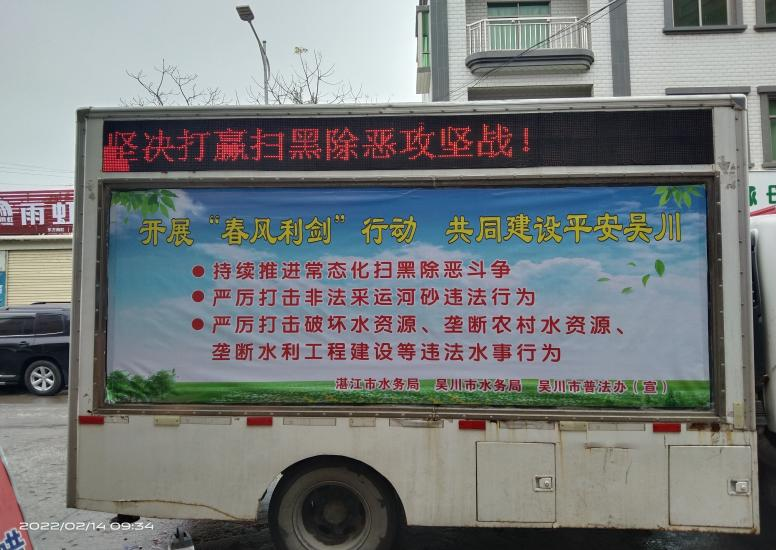 坚决打赢扫黑除恶攻坚战！
开展“春风利剑”行动 共同建设平安吴川
●持续推进常态化扫黑除恶斗争
●严厉打击非法采运河砂违法行为
●严厉打击破坏水资源、垄断农村水资源、
垄断水利工程建设等违法水事行为
湛江市水务局 吴川市水务局 吴川市普法办（宣）
雨
2022/02/14 09:34